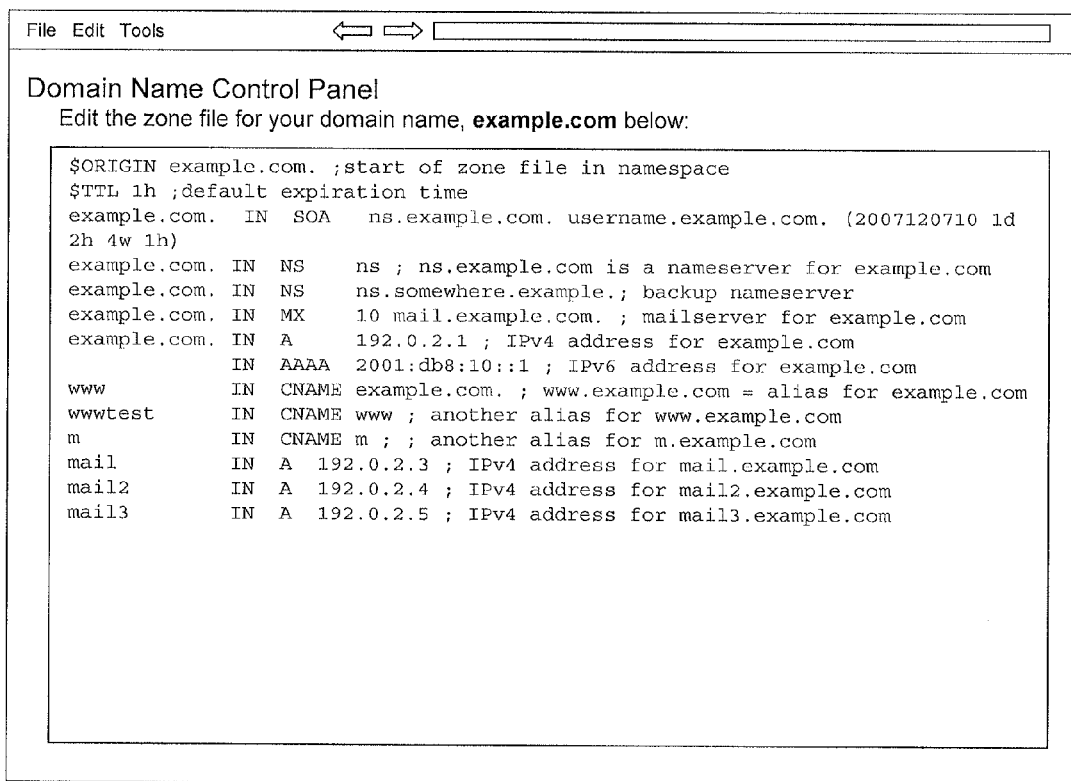 File Edit Tools
Domain Name Control Panel
Edit the zone file for your domain name, example.com below:
$ORIGIN example.com. ;start of zone file in namespace
$TTL 1h ;default expiration time
example.com. IN SOA ns.example.com. username.example.com. (2007120710 1d
2h 4w 1h)
example.com. IN NS ns ; ns.example.com is a nameserver for example.com
example.com. IN NS ns.somewhere.example.; backup nameserver
example.com. IN MX 10 mail.example.com. ; mailserver for example.com
example.com. IN A 192.0.2.1 ; IPv4 address for example.com
IN AAAA 2001:db8:10::1 ; IPv6 address for example.com
www IN CNAME example.com. ; www.example.com = alias for example.com
wwwtest IN CNAME www ; another alias for www.example.com
m IN CNAME m ; ; another alias for m.example.com
mail IN A 192.0.2.3 ; IPv4 address for mail.example.com
mail2 IN A 192.0.2.4 ; IPv4 address for mail2.example.com
mail3 IN A 192.0.2.5 ; IPv4 address for mail3.example.com